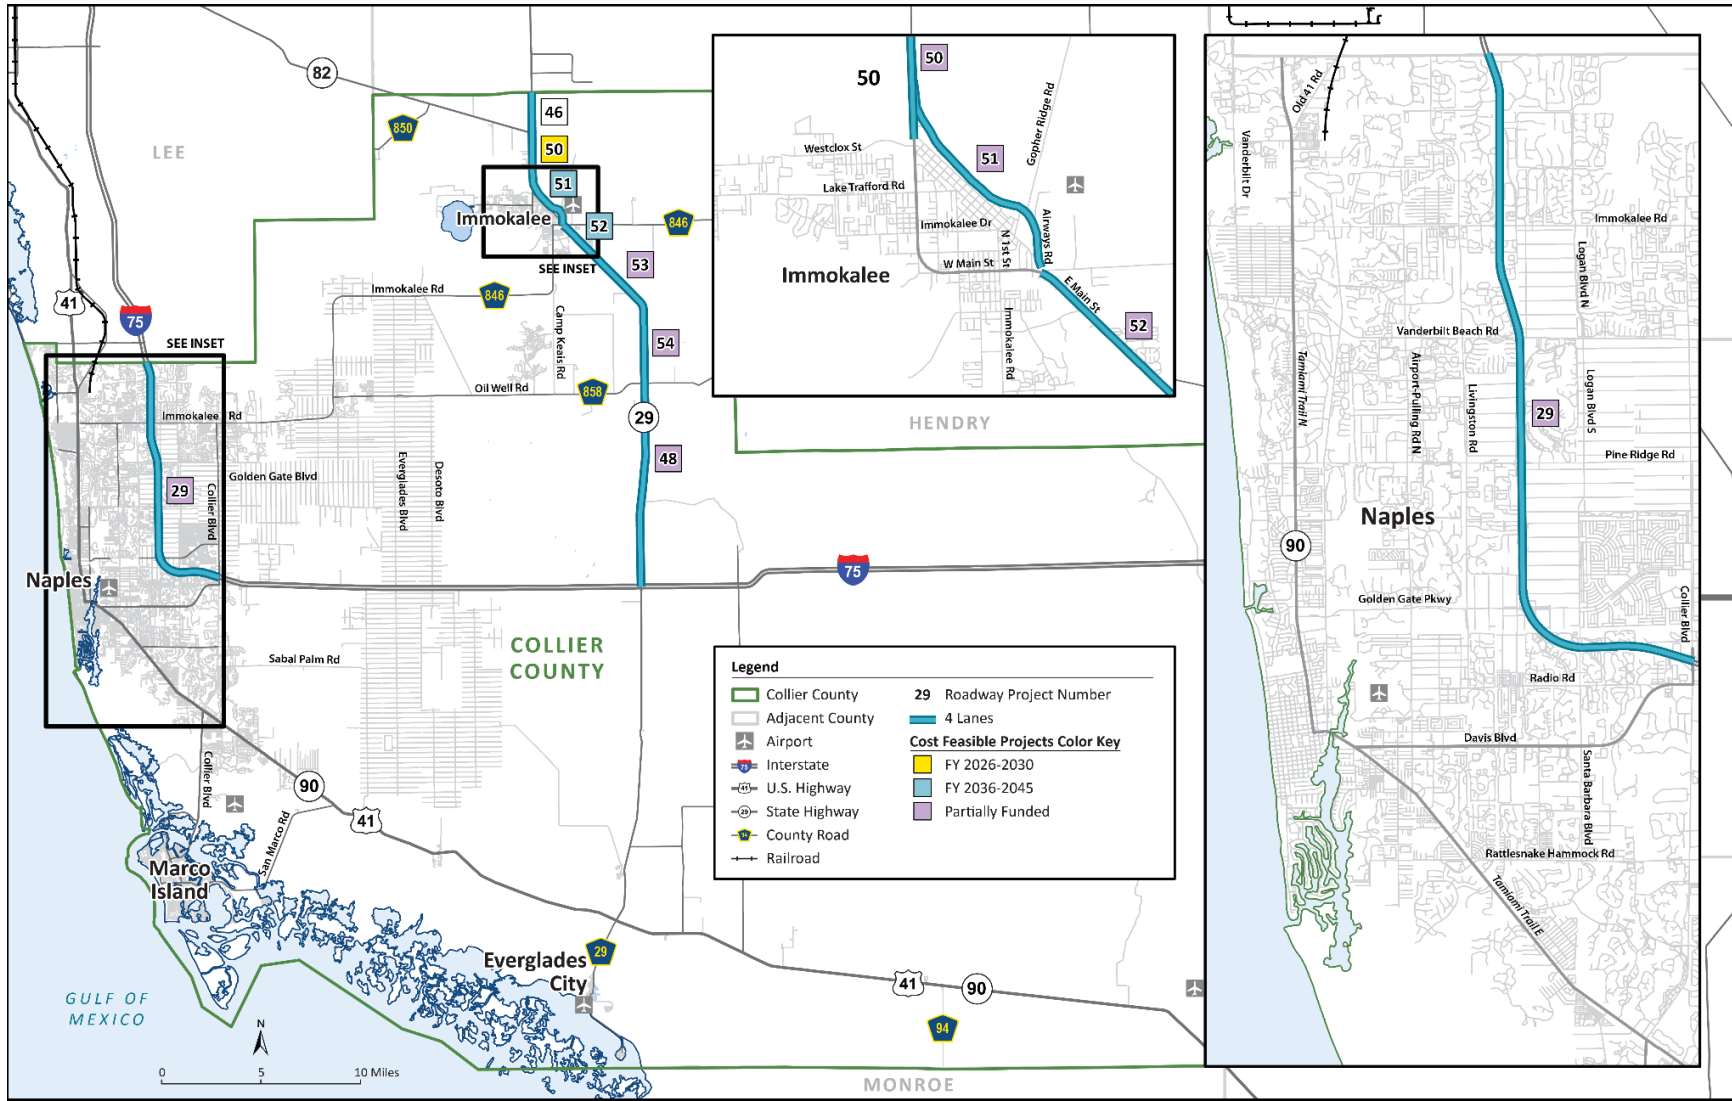 82
850
LEE
46
50
51
Immokalee
52
846
SEE INSET
53
Immokalee Rd
846
41
75
SEE INSET
Camp Keais Rd
54
Oil Well Rd
858
Immokalee Rd
29
HENDRY
Golden Gate Blvd
48
29
Collier Blvd
Everglades Blvd
Desoto Blvd
75
Naples
COLLIER
COUNTY
Sabal Palm Rd
Collier Blvd
90
41
San Marco Rd
Marco
Island
Everglades
City
29
41
90
94
GULF OF
MEXICO
N
0
5
10 Miles
MONROE
50
50
Gopher Ridge Rd
51
Westclox St
Lake Trafford Rd
Immokalee Dr
N 1st St
Airways Rd
W Main St
Immokalee
E Main St
Immokalee Rd
52
Legend
Collier County
Adjacent County
Airport
75
Interstate
41
U.S. Highway
29
State Highway
County Road
Railroad
29 Roadway Project Number
4 Lanes
Cost Feasible Projects Color Key
FY 2026-2030
FY 2036-2045
Partially Funded
Old 41 Rd
Vanderbilt Dr
Immokalee Rd
Logan Blvd N
Vanderbilt Beach Rd
Tamiami Trail N
Airport-Pulling Rd N
Livingston Rd
Logan Blvd S
29
Pine Ridge Rd
Naples
90
Golden Gate Pkwy
Collier Blvd
Radio Rd
Davis Blvd
Santa Barbara Blvd
Rattlesnake Hammock Rd
Tamiami Trail E